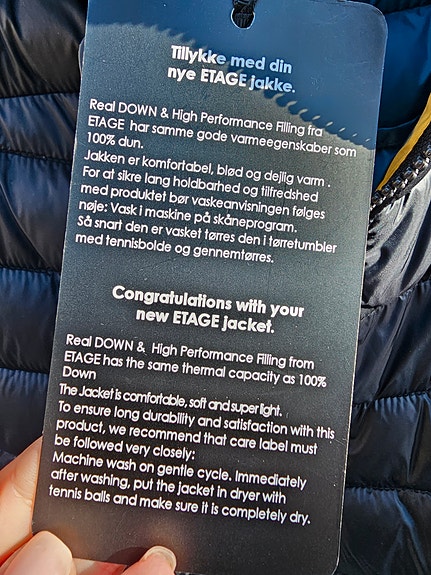 Tillykke med din
nye ETAGE jakke.
Real DOWN & High Performance Filling fra
ETAGE har samme gode varmeegenskaber som
100% dun.
Jakken er komfortabel, blød og dejlig varm .
For at sikre lang holdbarhed og tilfredshed
med produktet bør vaskeanvisningen følges
nøje: Vask i maskine på skåneprogram.
Så snart den er vasket tørres den i tørretumbler
med tennisbolde og gennemtørres.
Congratulations with your
new ETAGE jacket.
Real DOWN & High Performance Filling from
ETAGE has the same thermal capacity as 100%
Down
The Jacket is comfortable, soft and super light.
To ensure long durability and satisfaction with this
product, we recommend that care label must
be followed very closely:
Machine wash on gentle cycle. Immediately
after washing, put the jacket in dryer with
tennis balls and make sure it is completely dry.